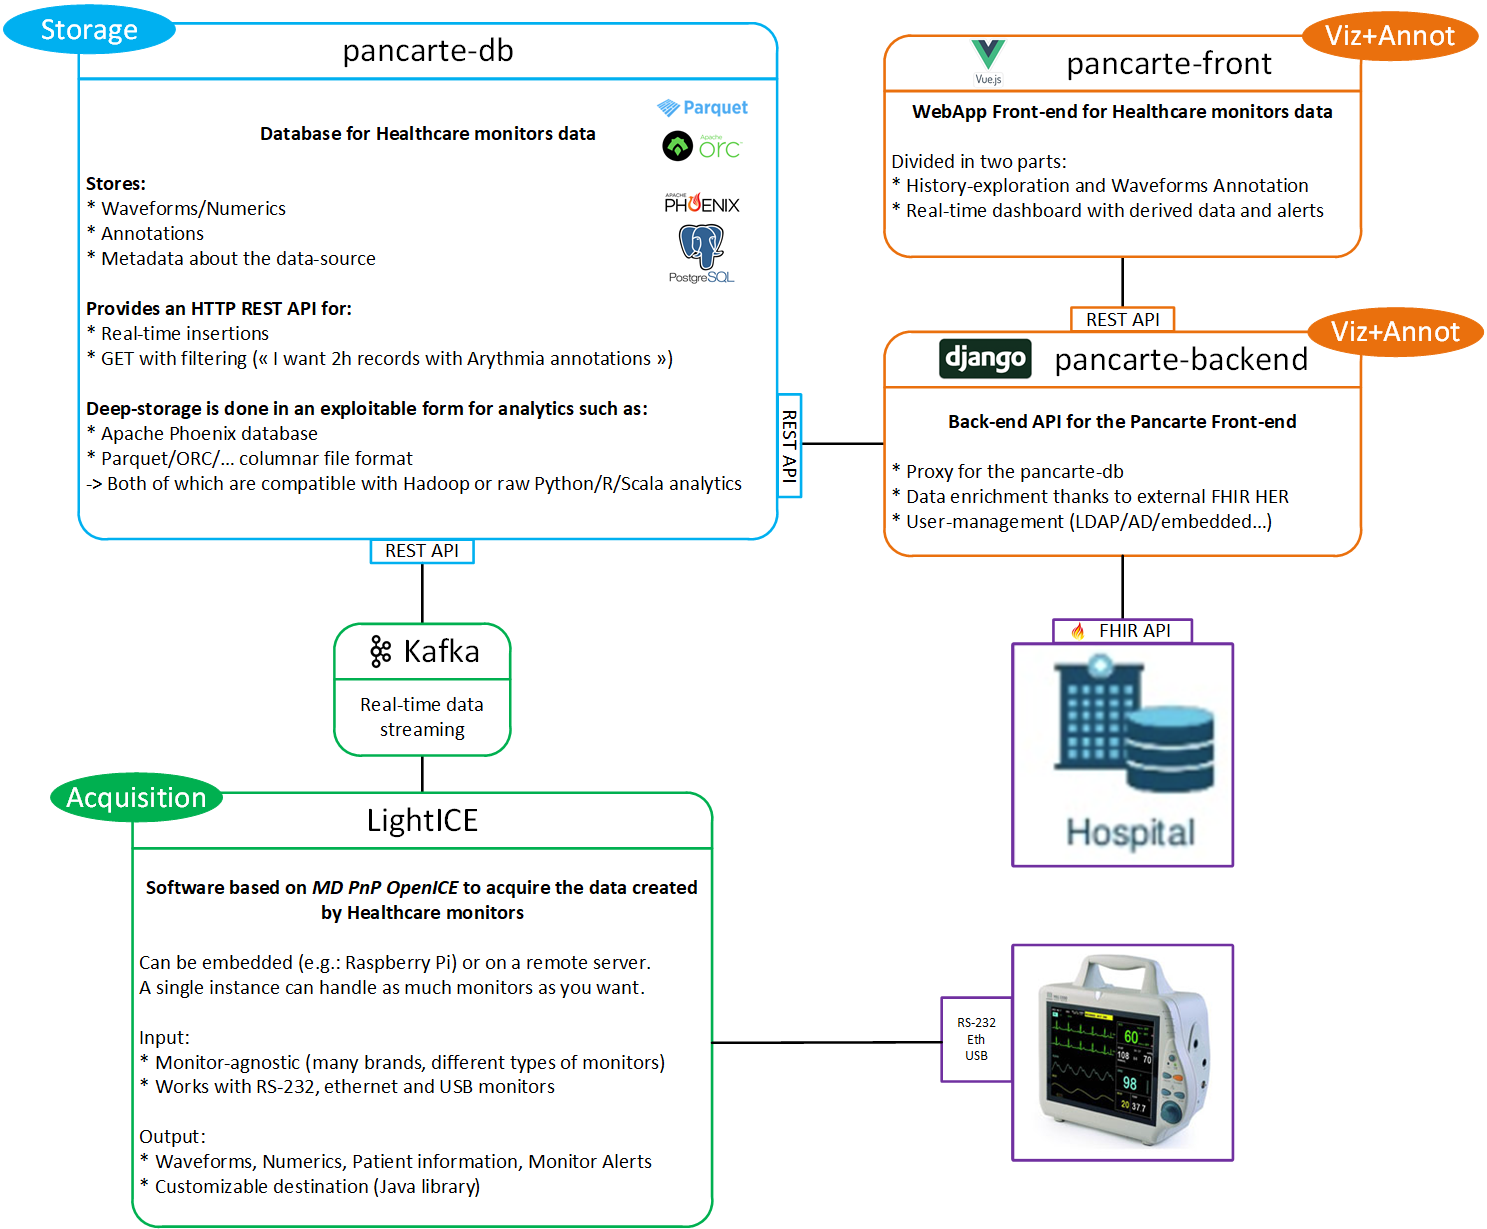 Storage
pancarte-db
Parquet
Database for Healthcare monitors data
Apache
orc
Stores:
* Waveforms/Numerics
* Annotations
* Metadata about the data-source
APACHE
PHOENIX
PostgreSQL
Provides an HTTP REST API for:
* Real-time insertions
* GET with filtering (« I want 2h records with Arythmia annotations »)
Deep-storage is done in an exploitable form for analytics such as:
* Apache Phoenix database
* Parquet/ORC/... columnar file format
-> Both of which are compatible with Hadoop or raw Python/R/Scala analytics
REST API
REST API
Viz+Annot
Vue.js
pancarte-front
WebApp Front-end for Healthcare monitors data
Divided in two parts:
* History-exploration and Waveforms Annotation
* Real-time dashboard with derived data and alerts
REST API
Viz+Annot
django
pancarte-backend
Back-end API for the Pancarte Front-end
* Proxy for the pancarte-db
* Data enrichment thanks to external FHIR HER
* User-management (LDAP/AD/embedded...)
FHIR API
Hospital
Kafka
Real-time data
streaming
Acquisition
LightICE
Software based on MD PnP OpenICE to acquire the data created
by Healthcare monitors
Can be embedded (e.g.: Raspberry Pi) or on a remote server.
A single instance can handle as much monitors as you want.
Input:
* Monitor-agnostic (many brands, different types of monitors)
* Works with RS-232, ethernet and USB monitors
Output:
* Waveforms, Numerics, Patient information, Monitor Alerts
* Customizable destination (Java library)
RS-232
Eth
USB
60
108
70
98
20 37.7